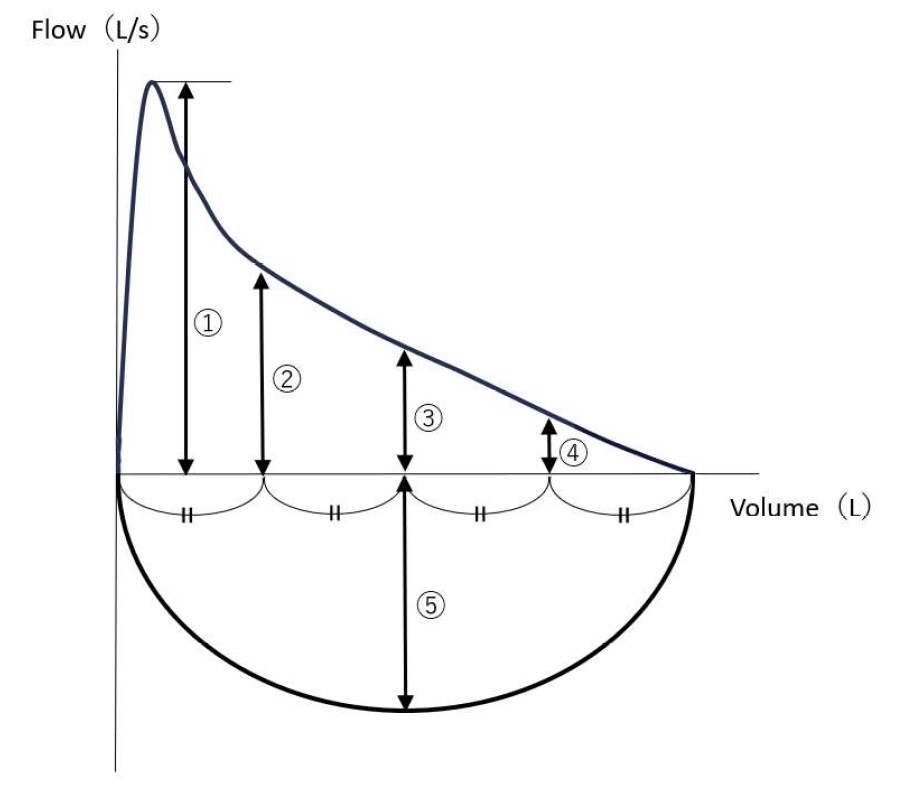 Flow（L/s）
①
②
③
④
Volume（L）
⑤